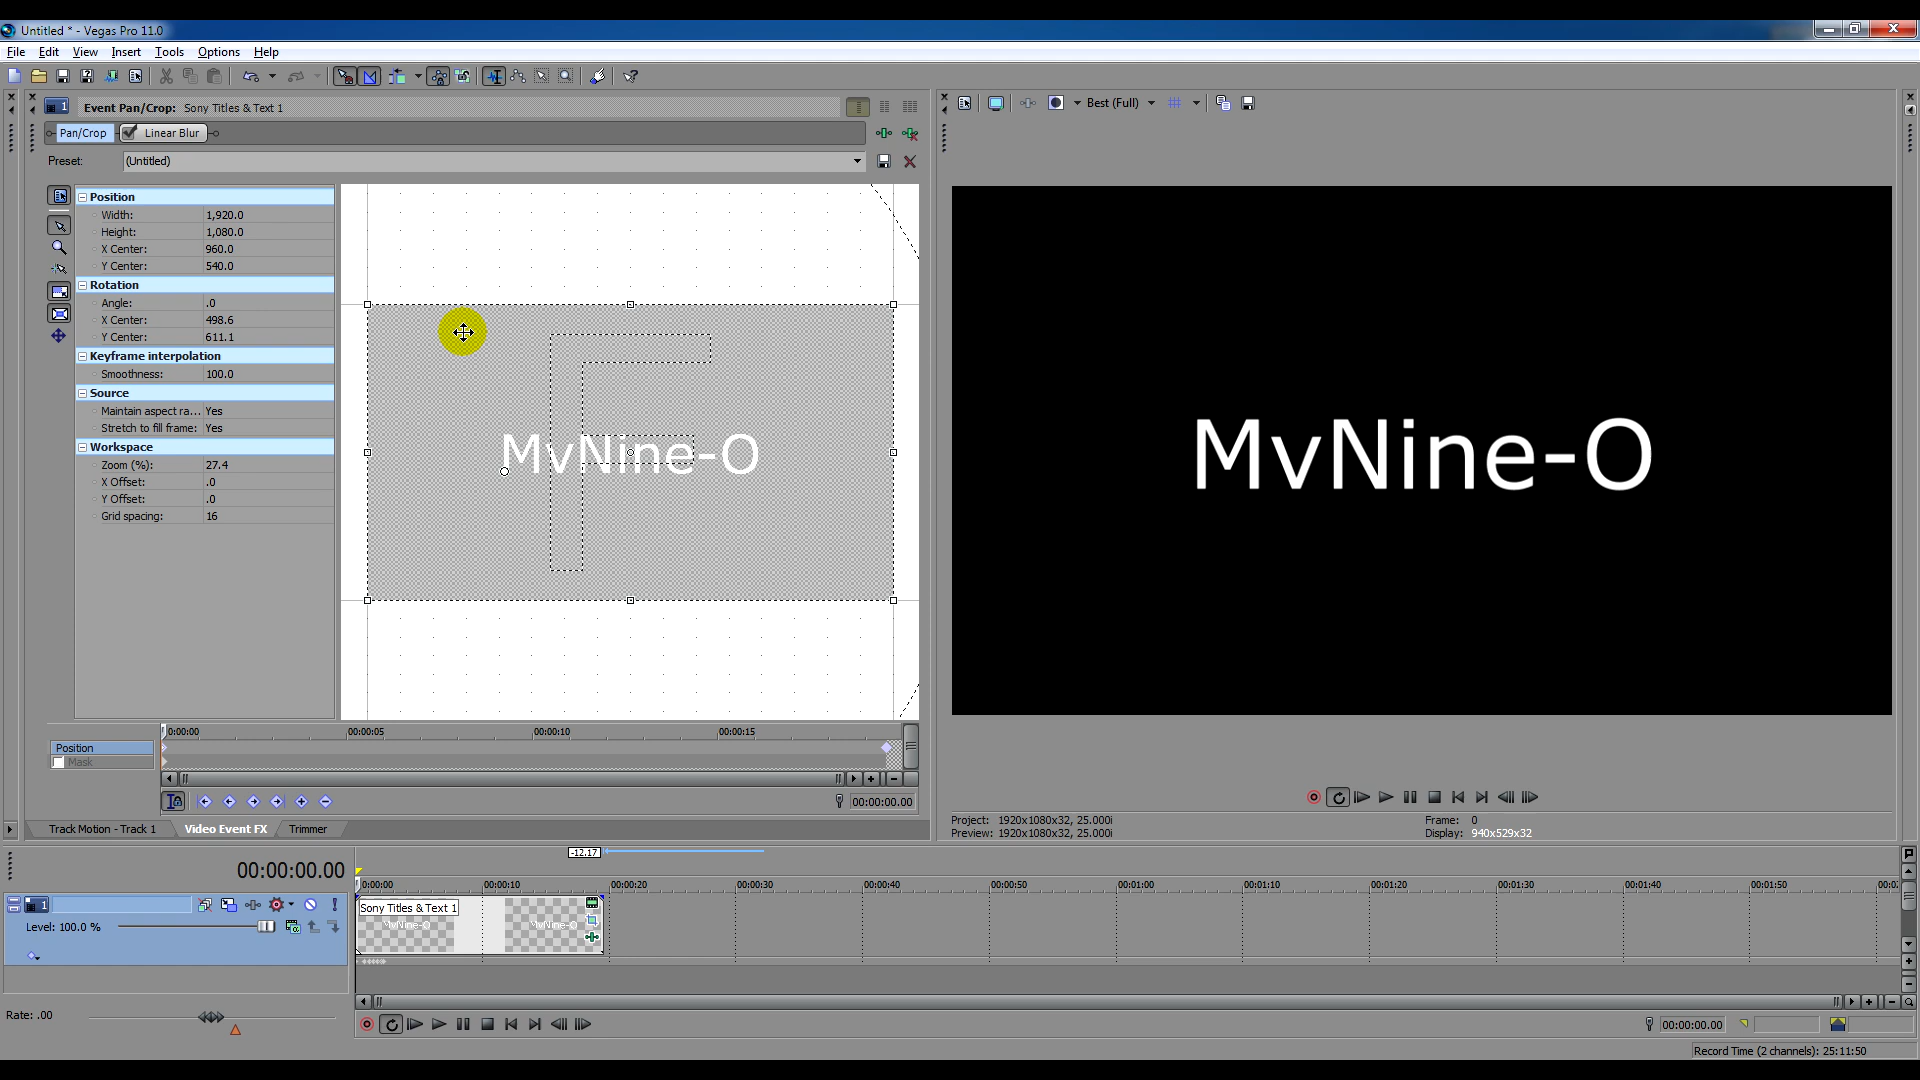 Untitled * - Vegas Pro 11.0
File Edit View Insert Tools Options Help
1 Event Pan/Crop: Sony Titles & Text 1
Pan/Crop Linear Blur
Preset: (Untitled)
Best (Full)
Position
Width: 1,920.0
Height: 1,080.0
X Center: 960.0
Y Center: 540.0
Rotation
Angle: .0
X Center: 498.6
Y Center: 611.1
Keyframe interpolation
Smoothness: 100.0
Source
Maintain aspect ra... Yes
Stretch to fill frame: Yes
Workspace
Zoom (%): 27.4
X Offset: .0
Y Offset: .0
Grid spacing: 16
MvNine-O
MvNine-O
0:00:00 00:00:05 00:00:10 00:00:15
Position
Mask
00:00:00.00
Track Motion - Track 1 Video Event FX Trimmer
Project: 1920x1080x32, 25.000i
Preview: 1920x1080x32, 25.000i
Frame: 0
Display: 940x529x32
-12.17
00:00:00.00
0:00:00 00:00:10 00:00:20 00:00:30 00:00:40 00:00:50 00:01:00 00:01:10 00:01:20 00:01:30 00:01:40 00:01:50 00:0
1
Sony Titles & Text 1
MvNine-O MvNine-O
Level: 100.0 %
Rate: .00
00:00:00.00
Record Time (2 channels): 25:11:50